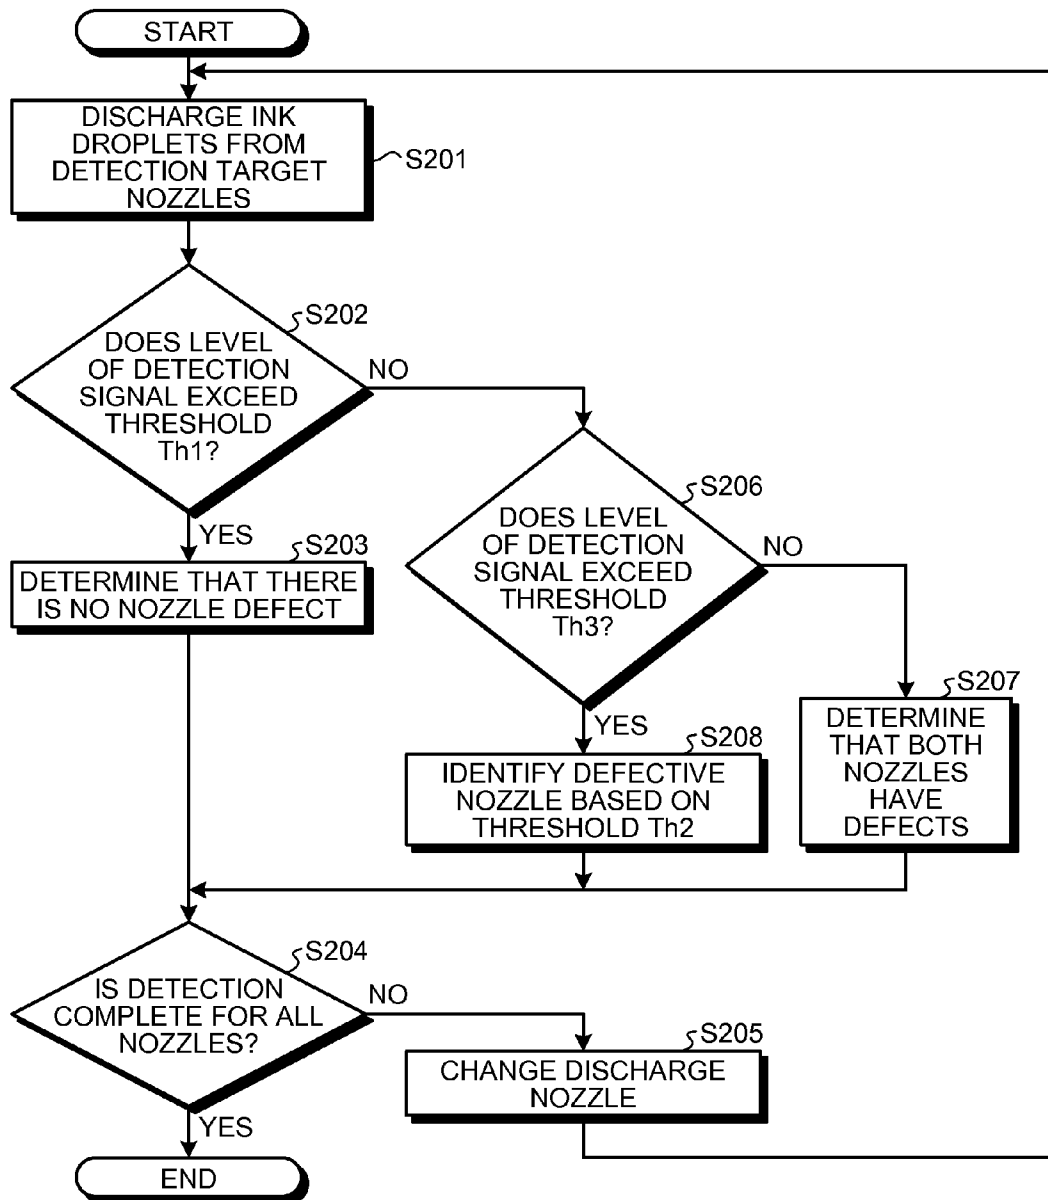 START
DISCHARGE INK
DROPLETS FROM
DETECTION TARGET
NOZZLES
S201
S202
DOES LEVEL
OF DETECTION
SIGNAL EXCEED
THRESHOLD
Th1?
NO
YES
S203
DETERMINE THAT THERE
IS NO NOZZLE DEFECT
S206
DOES LEVEL
OF DETECTION
SIGNAL EXCEED
THRESHOLD
Th3?
NO
YES
S207
DETERMINE
THAT BOTH
NOZZLES
HAVE
DEFECTS
S208
IDENTIFY DEFECTIVE
NOZZLE BASED ON
THRESHOLD Th2
S204
IS DETECTION
COMPLETE FOR ALL
NOZZLES?
NO
YES
S205
CHANGE DISCHARGE
NOZZLE
END